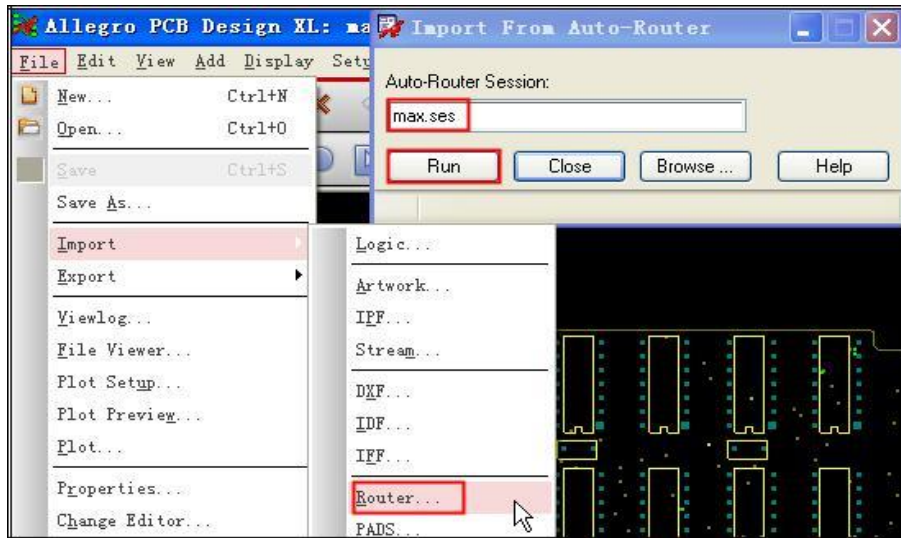 Allegro PCB Design XL: ma
File Edit View Add Display Setu
New... Ctrl+N
Open... Ctrl+O
Save Ctrl+S
Save As...
Import
Export
Viewlog...
File Viewer...
Plot Setup...
Plot Preview...
Plot...
Properties...
Change Editor...
Logic...
Artwork...
IPF...
Stream...
DXF...
IDF...
IFF...
Router...
PADS...
Import From Auto-Router
Auto-Router Session:
max.ses
Run Close Browse ... Help